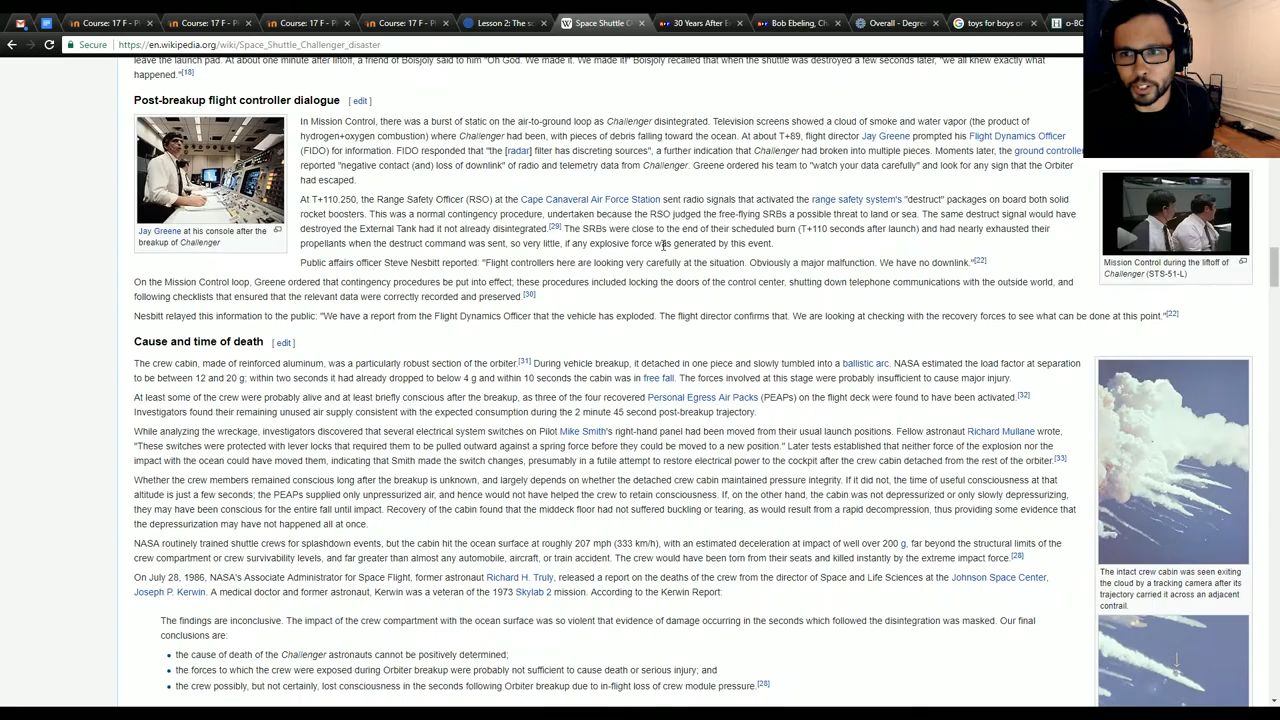 Course: 17 F - Pl
Course: 17 F - Pl
Course: 17 F - Pl
Course: 17 F - Pl
Lesson 2: The s
Space Shuttle C
30 Years After E
Bob Ebeling, Ch
Overall - Degre
toys for boys or
o-BO
Secure https://en.wikipedia.org/wiki/Space_Shuttle_Challenger_disaster
leave the launch pad. At about one minute after liftoff, a friend of Boisjoly said to him "Oh God. We made it. We made it!" Boisjoly recalled that when the shuttle was destroyed a few seconds later, "we all knew exactly what
happened."[18]
Post-breakup flight controller dialogue [ edit ]
In Mission Control, there was a burst of static on the air-to-ground loop as Challenger disintegrated. Television screens showed a cloud of smoke and water vapor (the product of
hydrogen+oxygen combustion) where Challenger had been, with pieces of debris falling toward the ocean. At about T+89, flight director Jay Greene prompted his Flight Dynamics Officer
(FIDO) for information. FIDO responded that "the [radar] filter has discreting sources", a further indication that Challenger had broken into multiple pieces. Moments later, the ground controller
reported "negative contact (and) loss of downlink" of radio and telemetry data from Challenger. Greene ordered his team to "watch your data carefully" and look for any sign that the Orbiter
had escaped.
At T+110.250, the Range Safety Officer (RSO) at the Cape Canaveral Air Force Station sent radio signals that activated the range safety system's "destruct" packages on board both solid
rocket boosters. This was a normal contingency procedure, undertaken because the RSO judged the free-flying SRBs a possible threat to land or sea. The same destruct signal would have
destroyed the External Tank had it not already disintegrated.[29] The SRBs were close to the end of their scheduled burn (T+110 seconds after launch) and had nearly exhausted their
propellants when the destruct command was sent, so very little, if any explosive force was generated by this event.
Jay Greene at his console after the
breakup of Challenger
Mission Control during the liftoff of
Challenger (STS-51-L)
Public affairs officer Steve Nesbitt reported: "Flight controllers here are looking very carefully at the situation. Obviously a major malfunction. We have no downlink."[22]
On the Mission Control loop, Greene ordered that contingency procedures be put into effect; these procedures included locking the doors of the control center, shutting down telephone communications with the outside world, and
following checklists that ensured that the relevant data were correctly recorded and preserved.[30]
Nesbitt relayed this information to the public: "We have a report from the Flight Dynamics Officer that the vehicle has exploded. The flight director confirms that. We are looking at checking with the recovery forces to see what can be done at this point."[22]
Cause and time of death [ edit ]
The crew cabin, made of reinforced aluminum, was a particularly robust section of the orbiter.[31] During vehicle breakup, it detached in one piece and slowly tumbled into a ballistic arc. NASA estimated the load factor at separation
to be between 12 and 20 g; within two seconds it had already dropped to below 4 g and within 10 seconds the cabin was in free fall. The forces involved at this stage were probably insufficient to cause major injury.
At least some of the crew were probably alive and at least briefly conscious after the breakup, as three of the four recovered Personal Egress Air Packs (PEAPs) on the flight deck were found to have been activated.[32]
Investigators found their remaining unused air supply consistent with the expected consumption during the 2 minute 45 second post-breakup trajectory.
While analyzing the wreckage, investigators discovered that several electrical system switches on Pilot Mike Smith's right-hand panel had been moved from their usual launch positions. Fellow astronaut Richard Mullane wrote,
"These switches were protected with lever locks that required them to be pulled outward against a spring force before they could be moved to a new position." Later tests established that neither force of the explosion nor the
impact with the ocean could have moved them, indicating that Smith made the switch changes, presumably in a futile attempt to restore electrical power to the cockpit after the crew cabin detached from the rest of the orbiter.[33]
Whether the crew members remained conscious long after the breakup is unknown, and largely depends on whether the detached crew cabin maintained pressure integrity. If it did not, the time of useful consciousness at that
altitude is just a few seconds; the PEAPs supplied only unpressurized air, and hence would not have helped the crew to retain consciousness. If, on the other hand, the cabin was not depressurized or only slowly depressurizing,
they may have been conscious for the entire fall until impact. Recovery of the cabin found that the middeck floor had not suffered buckling or tearing, as would result from a rapid decompression, thus providing some evidence that
the depressurization may have not happened all at once.
NASA routinely trained shuttle crews for splashdown events, but the cabin hit the ocean surface at roughly 207 mph (333 km/h), with an estimated deceleration at impact of well over 200 g, far beyond the structural limits of the
crew compartment or crew survivability levels, and far greater than almost any automobile, aircraft, or train accident. The crew would have been torn from their seats and killed instantly by the extreme impact force.[28]
On July 28, 1986, NASA's Associate Administrator for Space Flight, former astronaut Richard H. Truly, released a report on the deaths of the crew from the director of Space and Life Sciences at the Johnson Space Center,
Joseph P. Kerwin. A medical doctor and former astronaut, Kerwin was a veteran of the 1973 Skylab 2 mission. According to the Kerwin Report:
The intact crew cabin was seen exiting
the cloud by a tracking camera after its
trajectory carried it across an adjacent
contrail.
The findings are inconclusive. The impact of the crew compartment with the ocean surface was so violent that evidence of damage occurring in the seconds which followed the disintegration was masked. Our final
conclusions are:
• the cause of death of the Challenger astronauts cannot be positively determined;
• the forces to which the crew were exposed during Orbiter breakup were probably not sufficient to cause death or serious injury; and
• the crew possibly, but not certainly, lost consciousness in the seconds following Orbiter breakup due to in-flight loss of crew module pressure.[28]